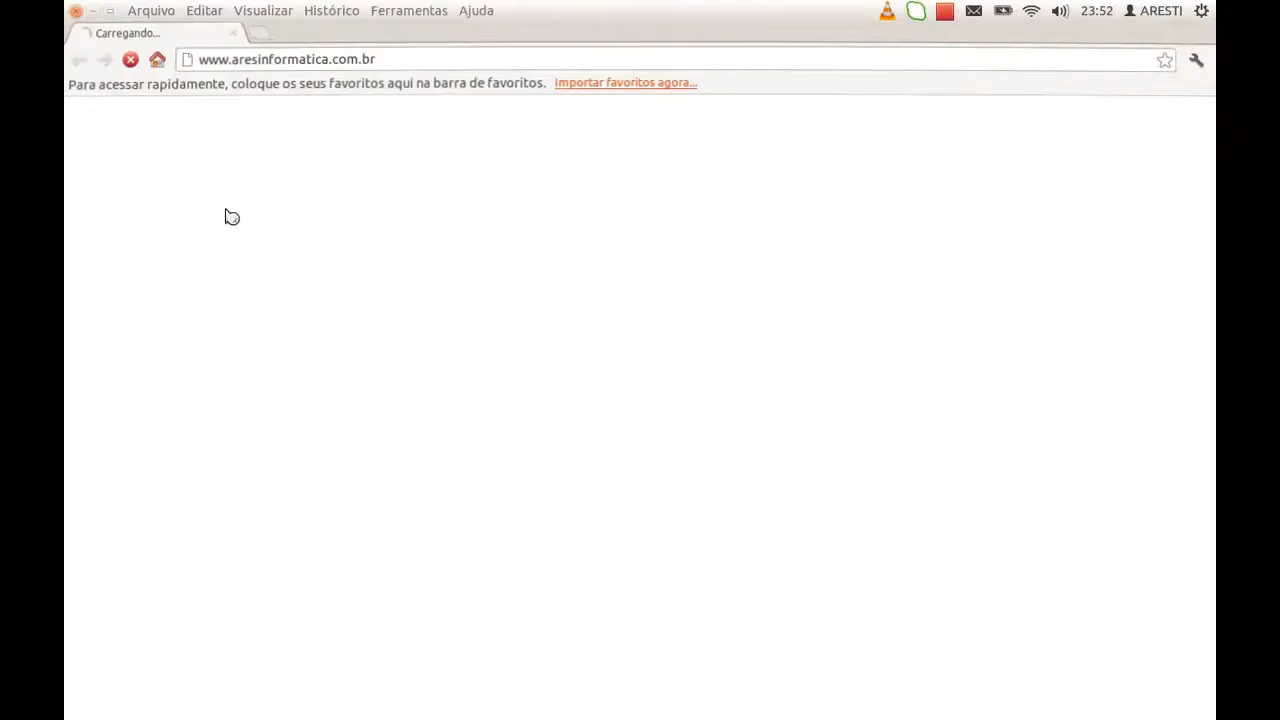 Arquivo Editar Visualizar Histórico Ferramentas Ajuda 23:52 ARESTI
Carregando...
www.aresinformatica.com.br
Para acessar rapidamente, coloque os seus favoritos aqui na barra de favoritos. Importar favoritos agora...